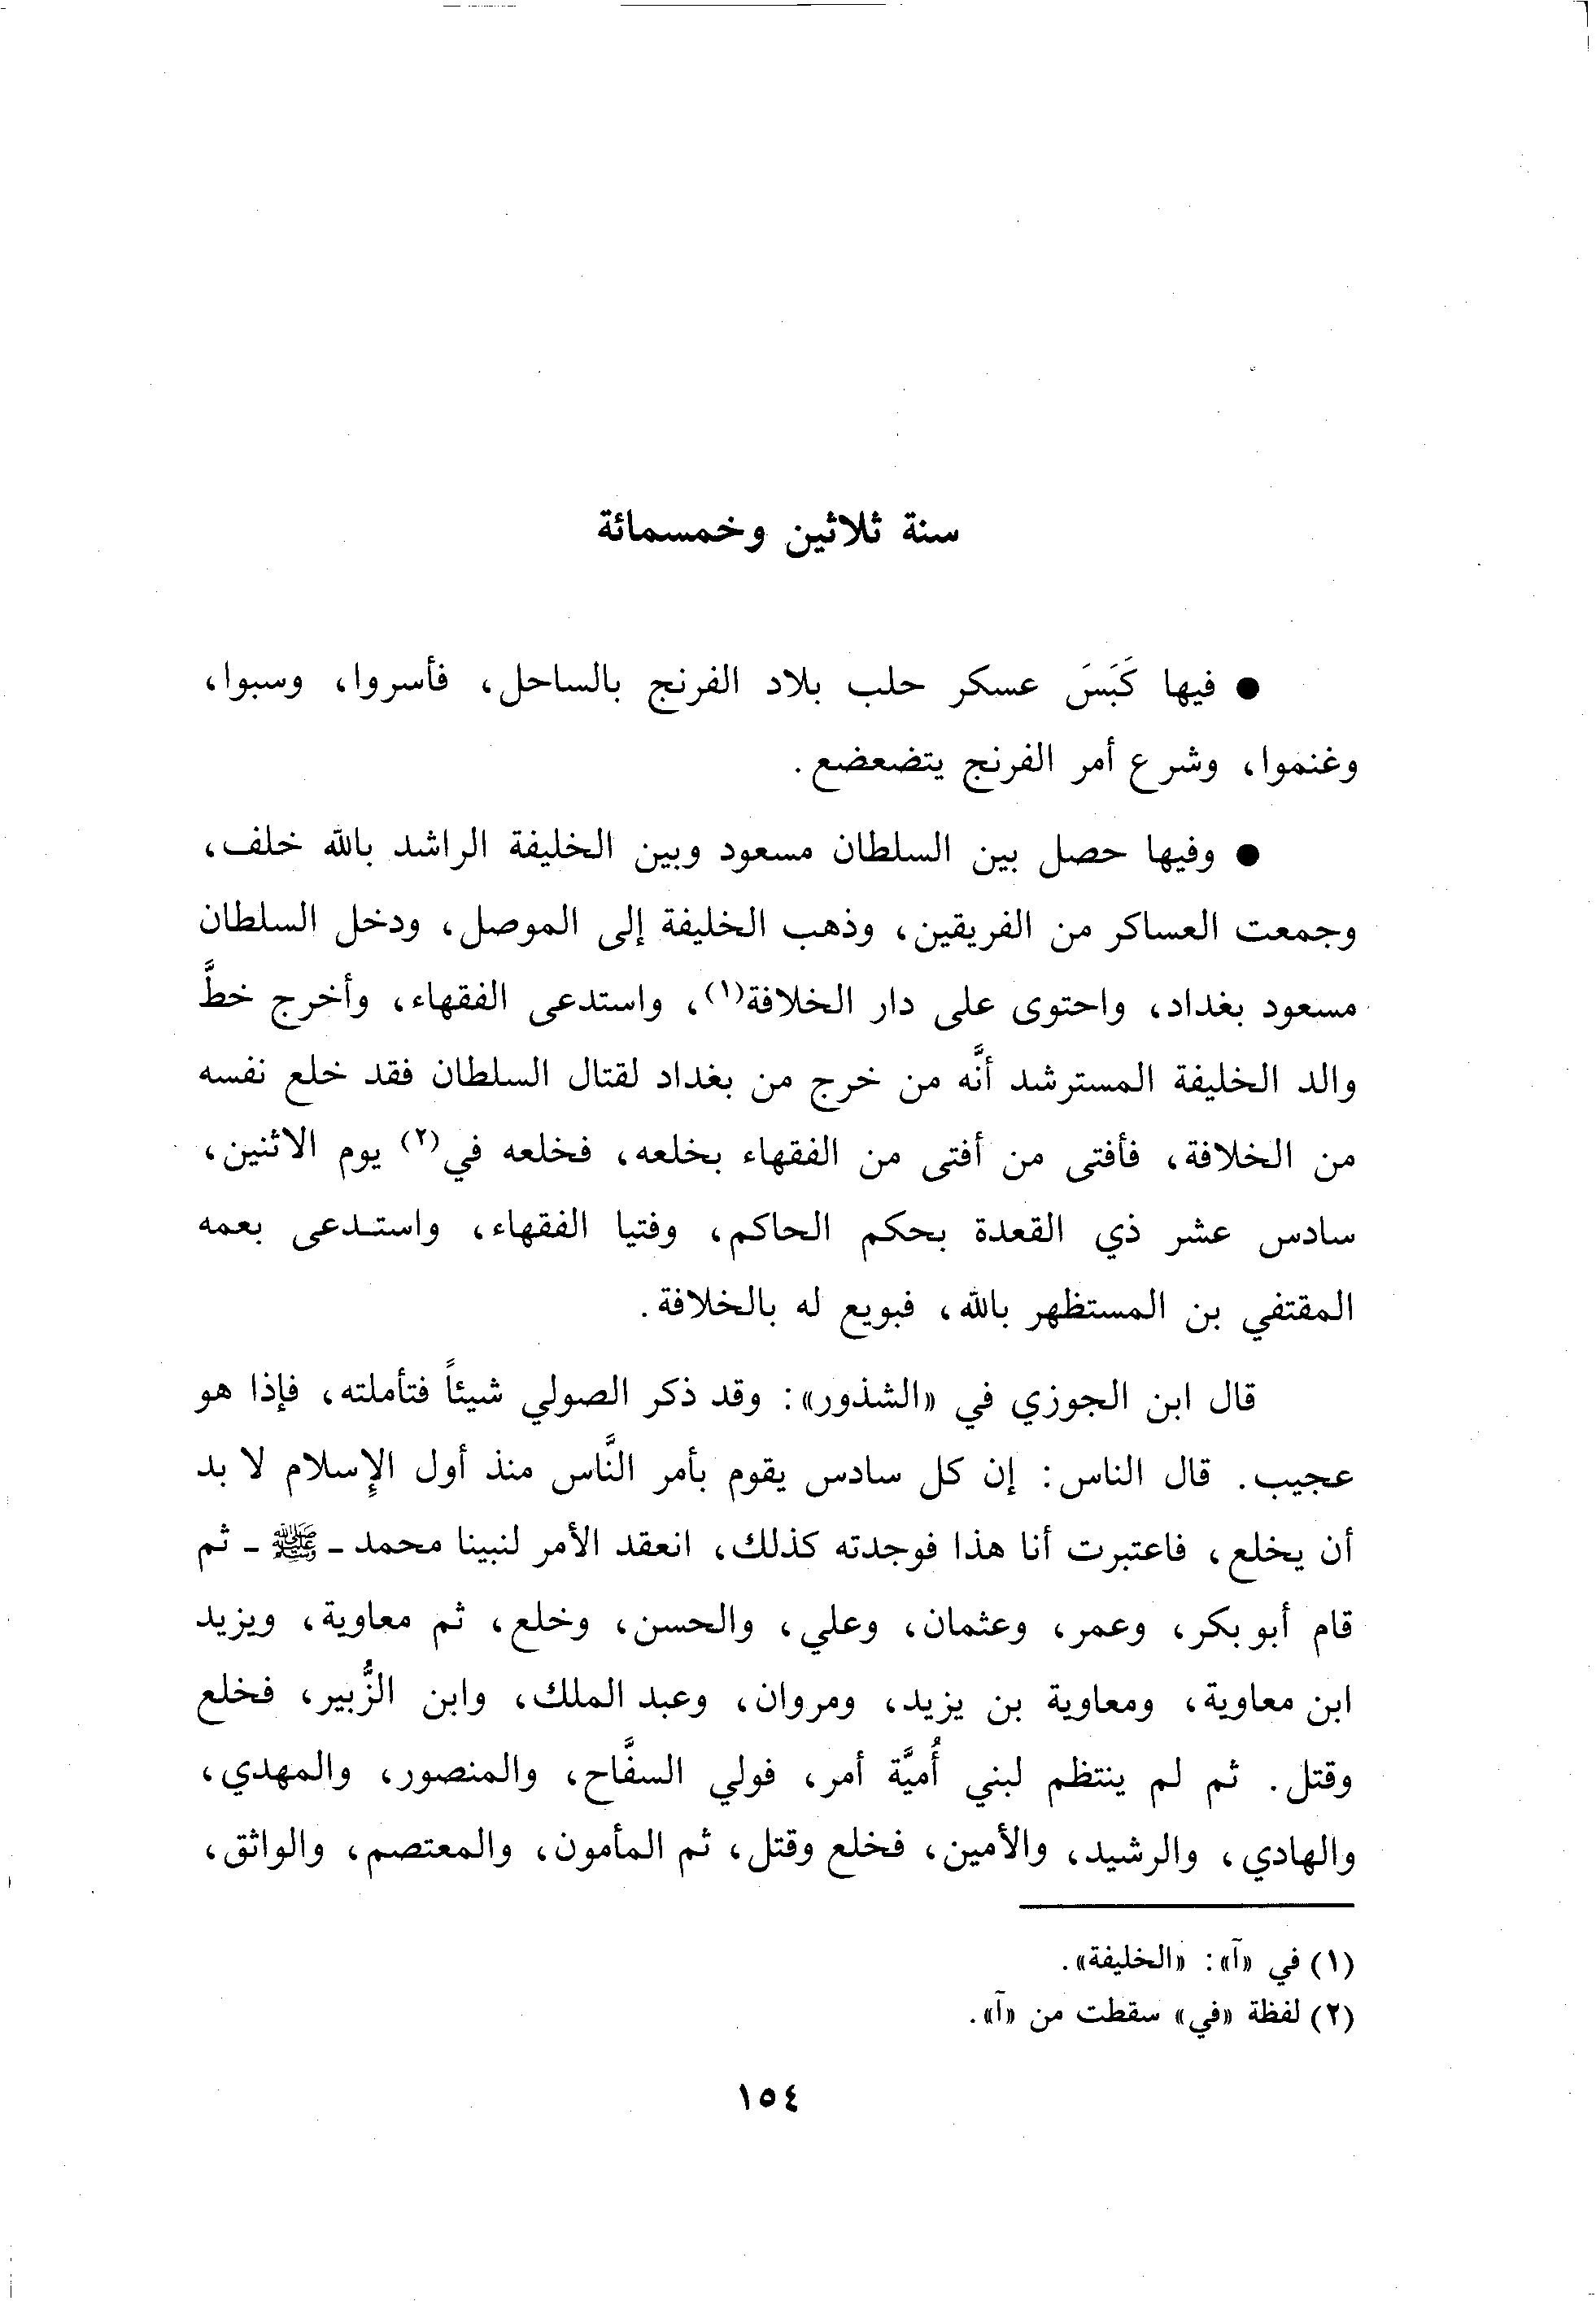 سنة ثلاثين وخمسمائة
● فيها كَبَسَ عسكر حلب بلاد الفرنج بالساحل، فأسروا، وسبوا،
وغنموا، وشرع أمر الفرنج يتضعضع.
● وفيها حصل بين السلطان مسعود وبين الخليفة الراشد بالله خلف،
وجمعت العساكر من الفريقين، وذهب الخليفة إلى الموصل، ودخل السلطان
مسعود بغداد، واحتوى على دار الخلافة(١)، واستدعى الفقهاء، وأخرج خطَّ
والد الخليفة المسترشد أنَّه من خرج من بغداد لقتال السلطان فقد خلع نفسه
من الخلافة، فأفتى من أفتى من الفقهاء بخلعه، فخلعه في(٢) يوم الاثنين،
سادس عشر ذي القعدة بحكم الحاكم، وفتيا الفقهاء، واستدعى بعمه
المقتفي بن المستظهر بالله، فبويع له بالخلافة.
قال ابن الجوزي في «الشذور»: وقد ذكر الصولي شيئاً فتأملته، فإذا هو
عجيب. قال الناس: إن كل سادس يقوم بأمر النَّاس منذ أول الإِسلام لا بد
أن يخلع، فاعتبرت أنا هذا فوجدته كذلك، انعقد الأمر لنبينا محمد ـ ﷺ ـ ثم
قام أبو بكر، وعمر، وعثمان، وعلي، والحسن، وخلع، ثم معاوية، ويزيد
ابن معاوية، ومعاوية بن يزيد، ومروان، وعبد الملك، وابن الزُّبير، فخلع
وقتل. ثم لم ينتظم لبني أُميَّة أمر، فولي السفَّاح، والمنصور، والمهدي،
والهادي، والرشيد، والأمين، فخلع وقتل، ثم المأمون، والمعتصم، والواثق،
(١) في «آ»: «الخليفة».
(٢) لفظة «في» سقطت من «آ».
١٥٤